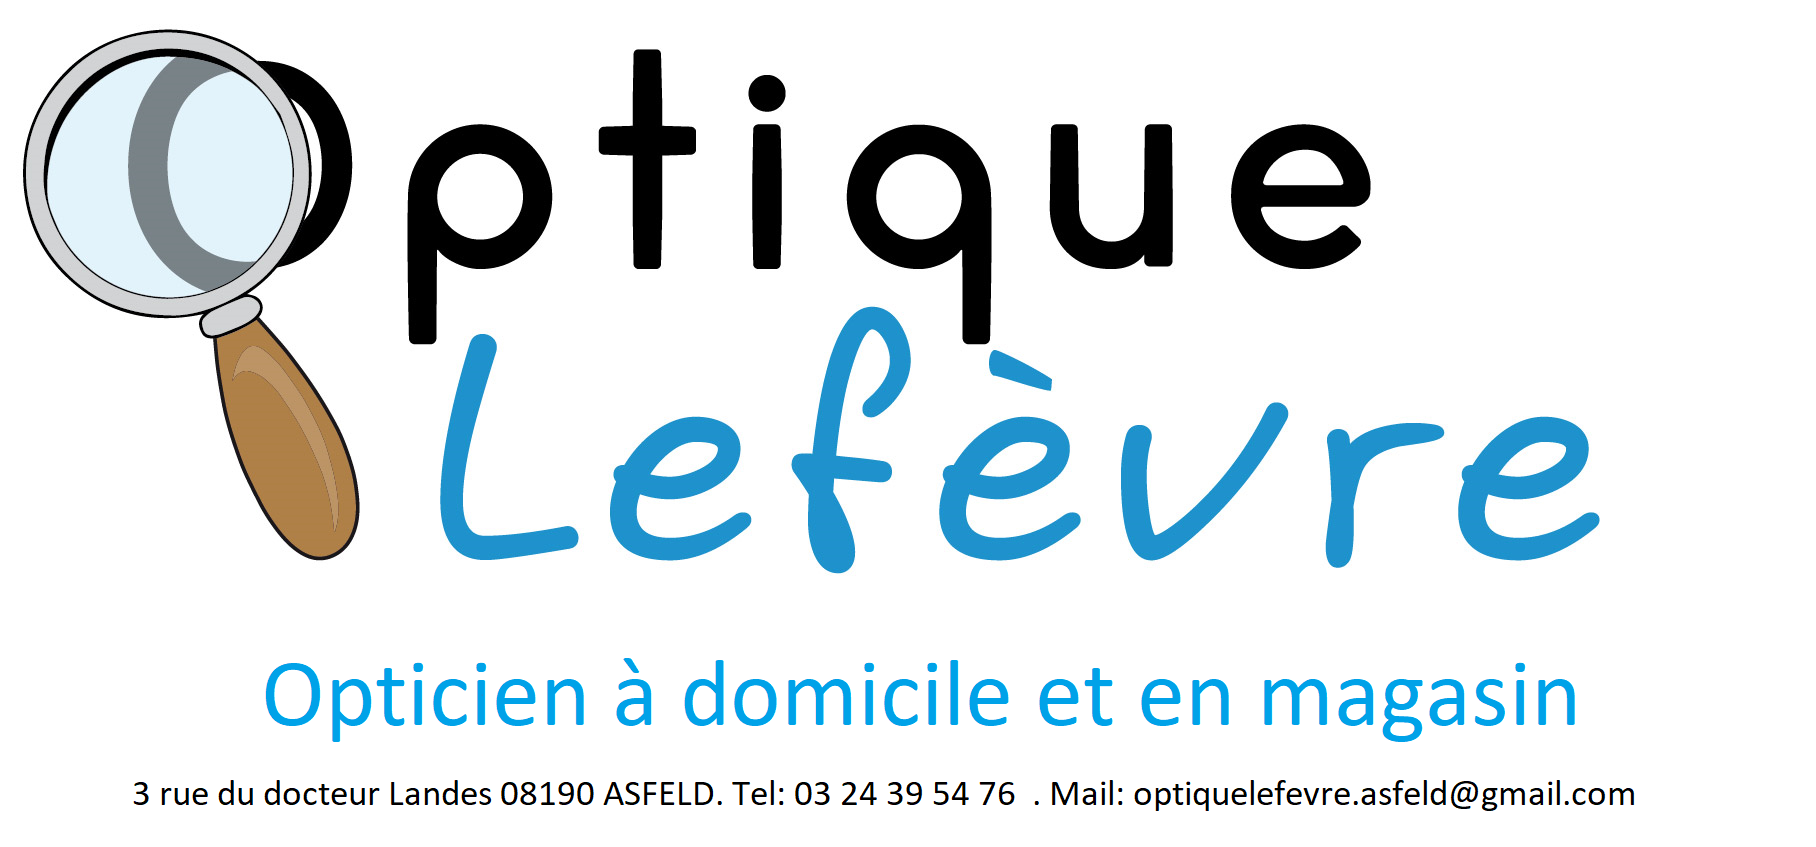 Optique
Lefèvre
Opticien à domicile et en magasin
3 rue du docteur Landes 08190 ASFELD. Tel: 03 24 39 54 76 . Mail: optiquelefevre.asfeld@gmail.com